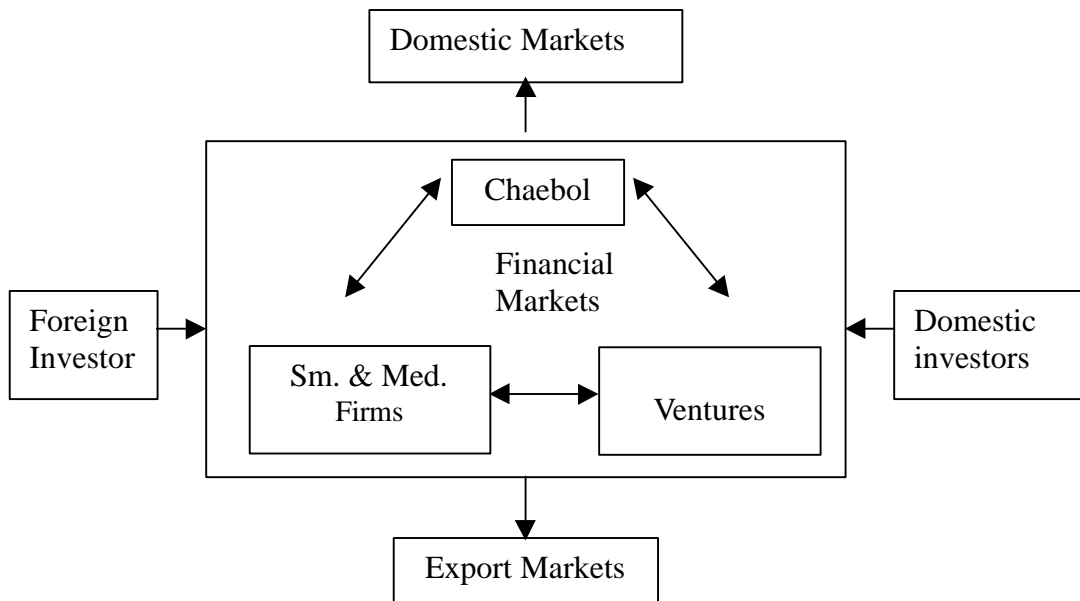 Domestic Markets
Chaebol
Financial
Markets
Foreign
Investor
Domestic
investors
Sm. & Med.
Firms
Ventures
Export Markets